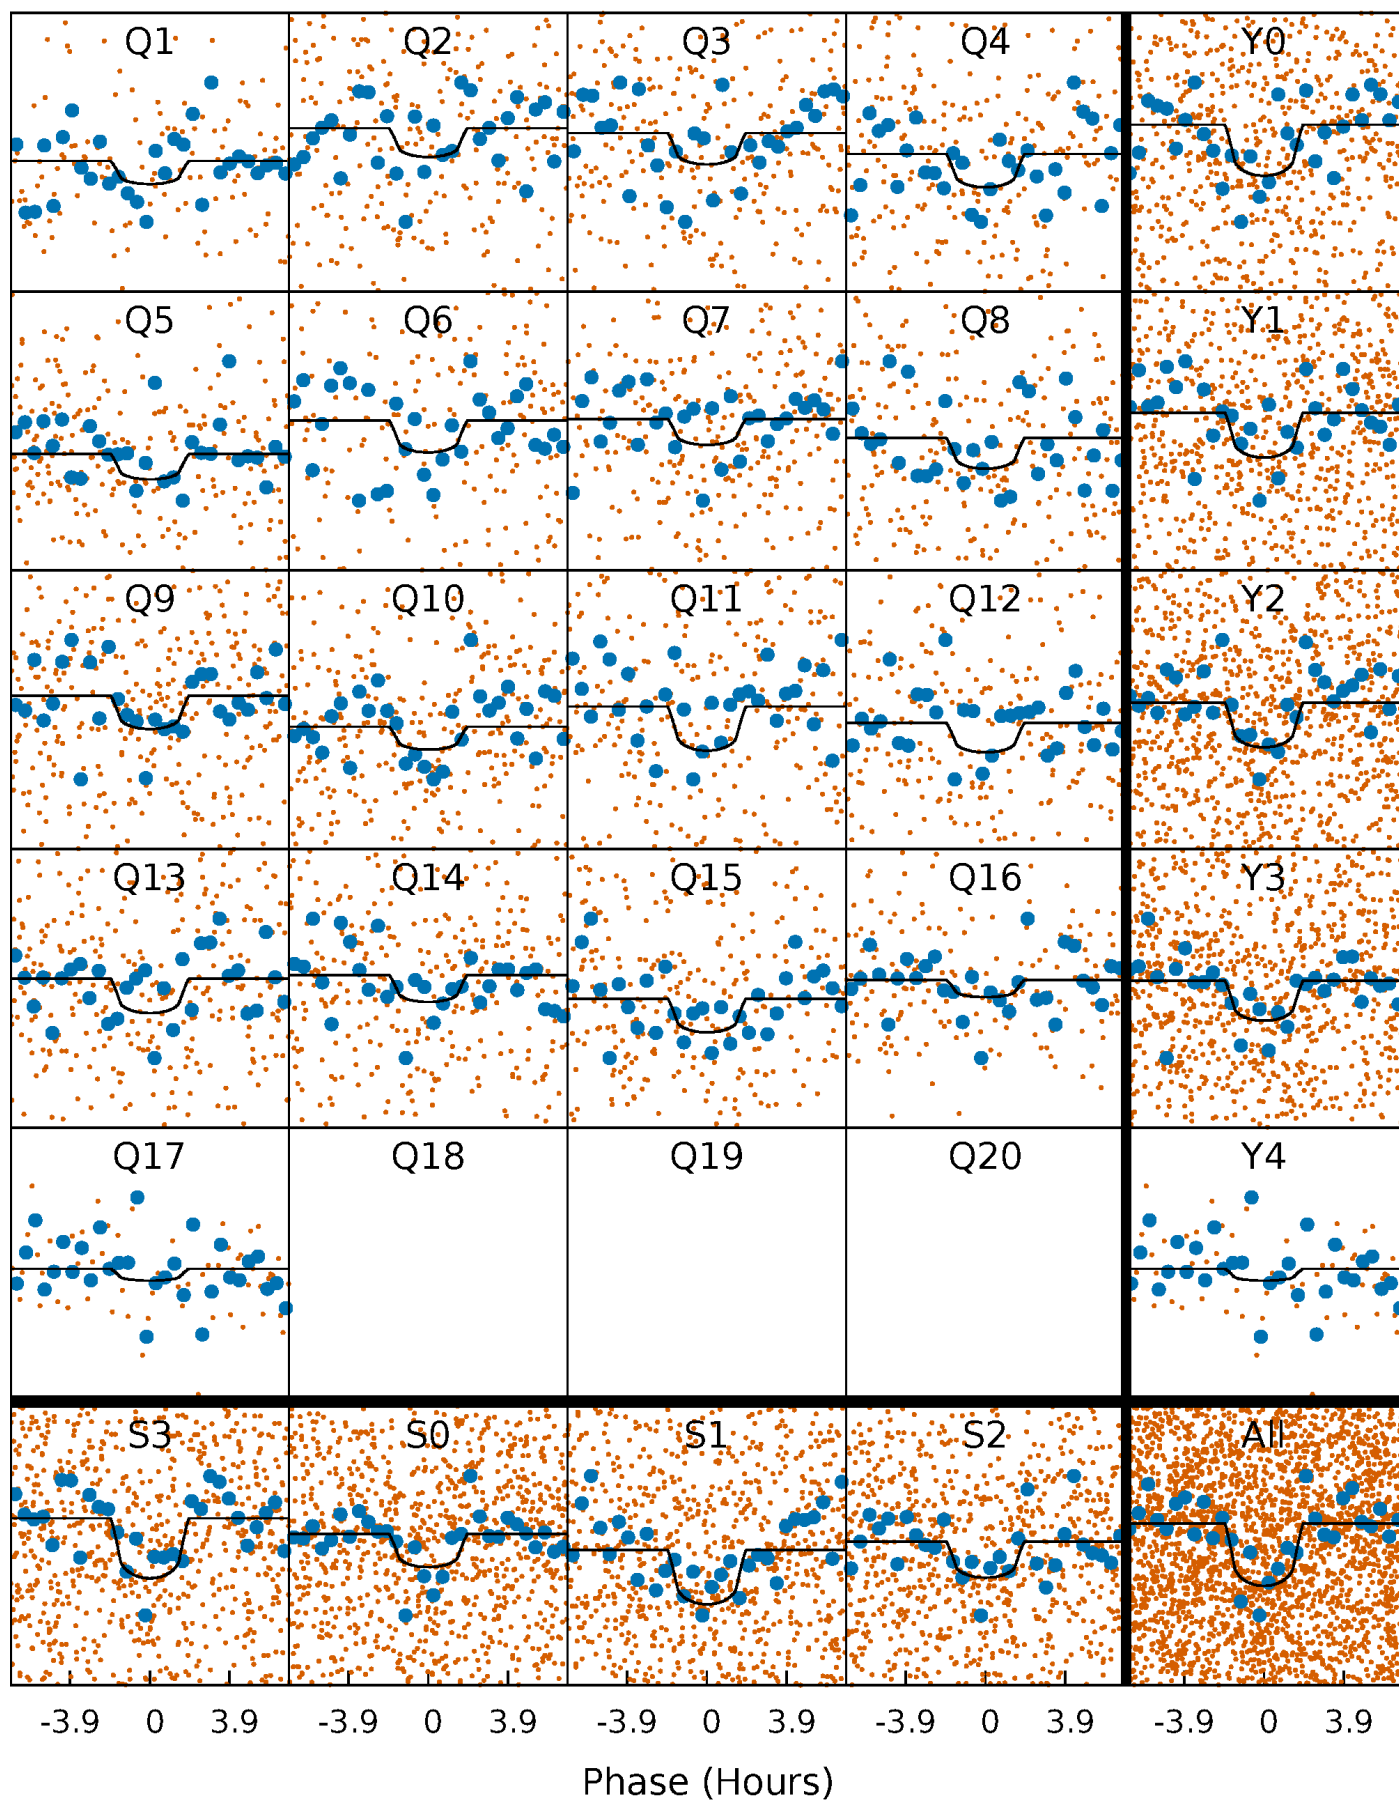 Q1 Q2 Q3 Q4 Y0
Q5 Q6 Q7 Q8 Y1
Q9 Q10 Q11 Q12 Y2
Q13 Q14 Q15 Q16 Y3
Q17 Q18 Q19 Q20 Y4
S3 S0 S1 S2 All
-3.9 0 3.9 -3.9 0 3.9 -3.9 0 3.9 -3.9 0 3.9 -3.9 0 3.9
Phase (Hours)